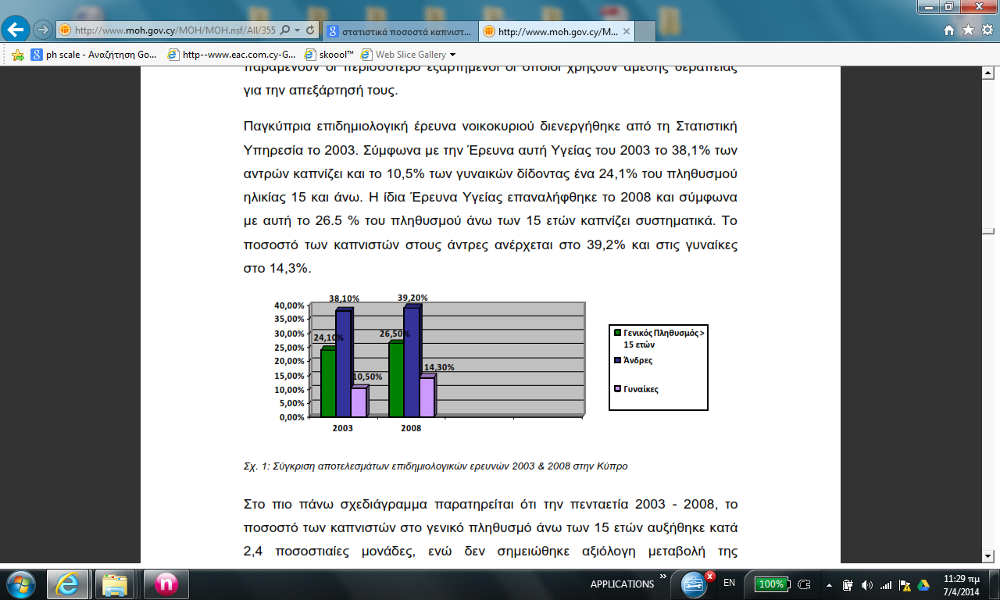 http://www.moh.gov.cy/MOH/MOH.nsf/All/355
στατιστικά ποσοστά καπνιστ...
http://www.moh.gov.cy/M...
ph scale - Αναζήτηση Go...
http--www.eac.com.cy-G...
skoool™
Web Slice Gallery
παραμένουν οι περισσότερο εξαρτημένοι οι οποίοι χρήζουν άμεσης θεραπείας
για την απεξάρτησή τους.
Παγκύπρια επιδημιολογική έρευνα νοικοκυριού διενεργήθηκε από τη Στατιστική
Υπηρεσία το 2003. Σύμφωνα με την Έρευνα αυτή Υγείας του 2003 το 38,1% των
αντρών καπνίζει και το 10,5% των γυναικών δίδοντας ένα 24,1% του πληθυσμού
ηλικίας 15 και άνω. Η ίδια Έρευνα Υγείας επαναλήφθηκε το 2008 και σύμφωνα
με αυτή το 26.5 % του πληθυσμού άνω των 15 ετών καπνίζει συστηματικά. Το
ποσοστό των καπνιστών στους άντρες ανέρχεται στο 39,2% και στις γυναίκες
στο 14,3%.
38,10%
39,20%
40,00%
35,00%
30,00%
25,00%
20,00%
15,00%
10,00%
5,00%
0,00%
24,10%
26,50%
10,50%
14,30%
2003
2008
Γενικός Πληθυσμός >
15 ετών
Άνδρες
Γυναίκες
Σχ. 1: Σύγκριση αποτελεσμάτων επιδημιολογικών ερευνών 2003 & 2008 στην Κύπρο
Στο πιο πάνω σχεδιάγραμμα παρατηρείται ότι την πενταετία 2003 - 2008, το
ποσοστό των καπνιστών στο γενικό πληθυσμό άνω των 15 ετών αυξήθηκε κατά
2,4 ποσοστιαίες μονάδες, ενώ δεν σημειώθηκε αξιόλογη μεταβολή της
n
APPLICATIONS
EN
100%
11:29 πμ
7/4/2014